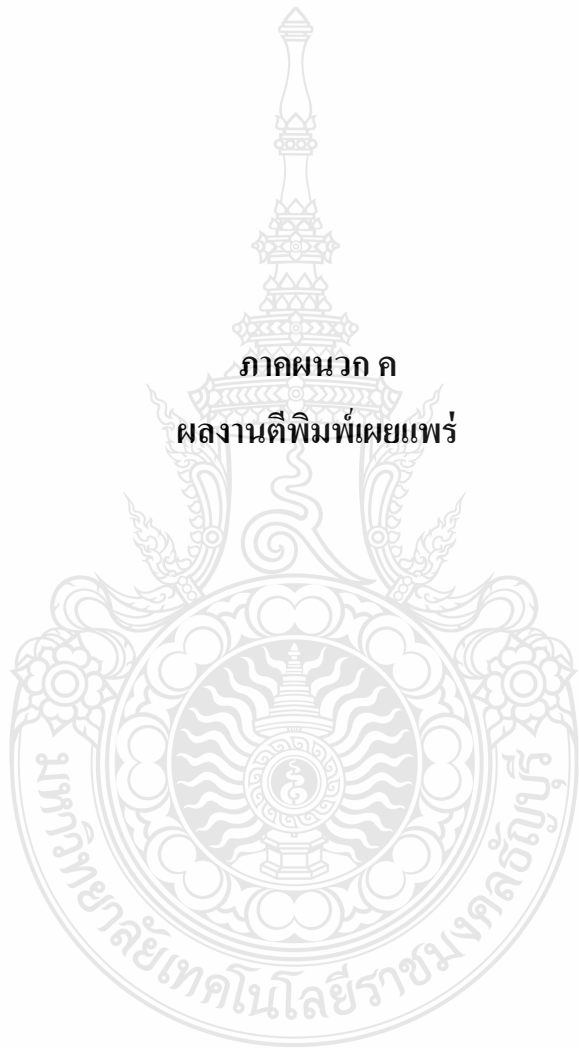 ภาคผนวก ค
ผลงานตีพิมพ์เผยแพร่
มหาวิทยาลัยเทคโนโลยีราชมงคลธัญบุรี